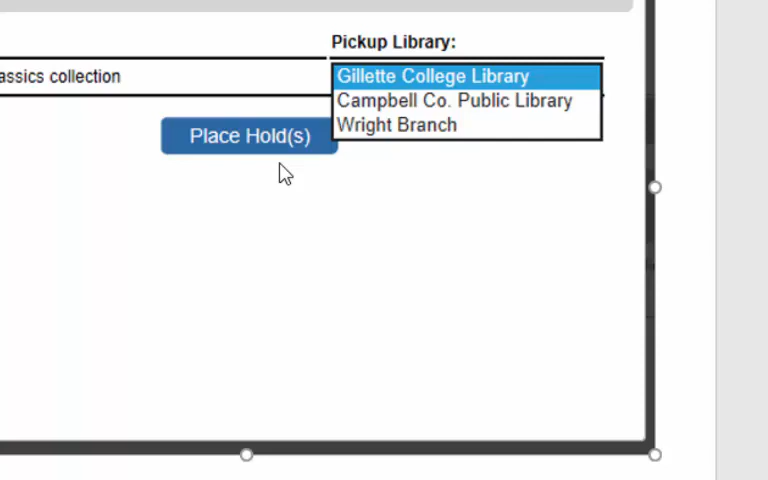 Pickup Library:
assics collection
Gillette College Library
Campbell Co. Public Library
Wright Branch
Place Hold(s)